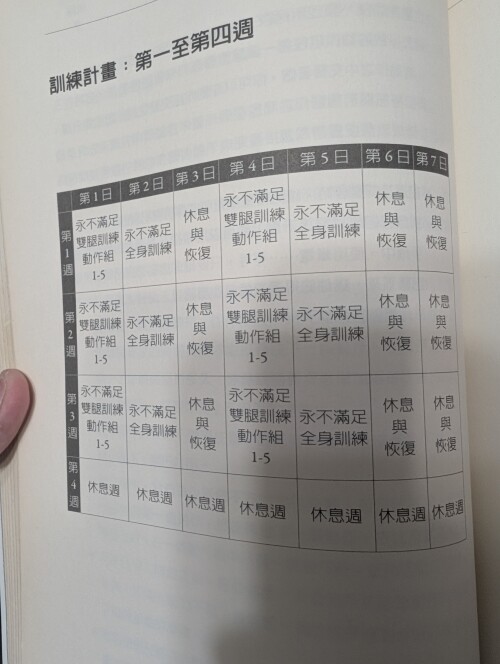 訓練計畫：第一至第四週
第1日 第2日 第3日 第4日 第5日 第6日 第7日
第1週 永不滿足雙腿訓練動作組1-5 永不滿足全身訓練 休息與恢復 永不滿足雙腿訓練動作組1-5 永不滿足全身訓練 休息與恢復 休息與恢復
第2週 永不滿足雙腿訓練動作組1-5 永不滿足全身訓練 休息與恢復 永不滿足雙腿訓練動作組1-5 永不滿足全身訓練 休息與恢復 休息與恢復
第3週 永不滿足雙腿訓練動作組1-5 永不滿足全身訓練 休息與恢復 永不滿足雙腿訓練動作組1-5 永不滿足全身訓練 休息與恢復 休息與恢復
第4週 休息週 休息週 休息週 休息週 休息週 休息週 休息週